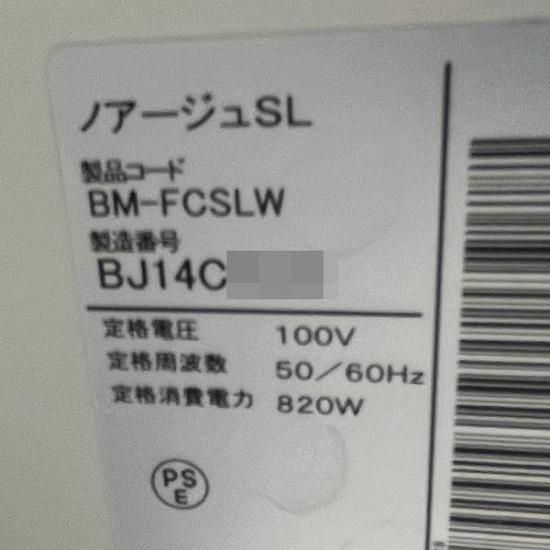 ノアージュSL
製品コード
BM-FCSLW
製造番号
BJ14C
定格電圧 100V
定格周波数 50／60Hz
定格消費電力 820W
PS
E